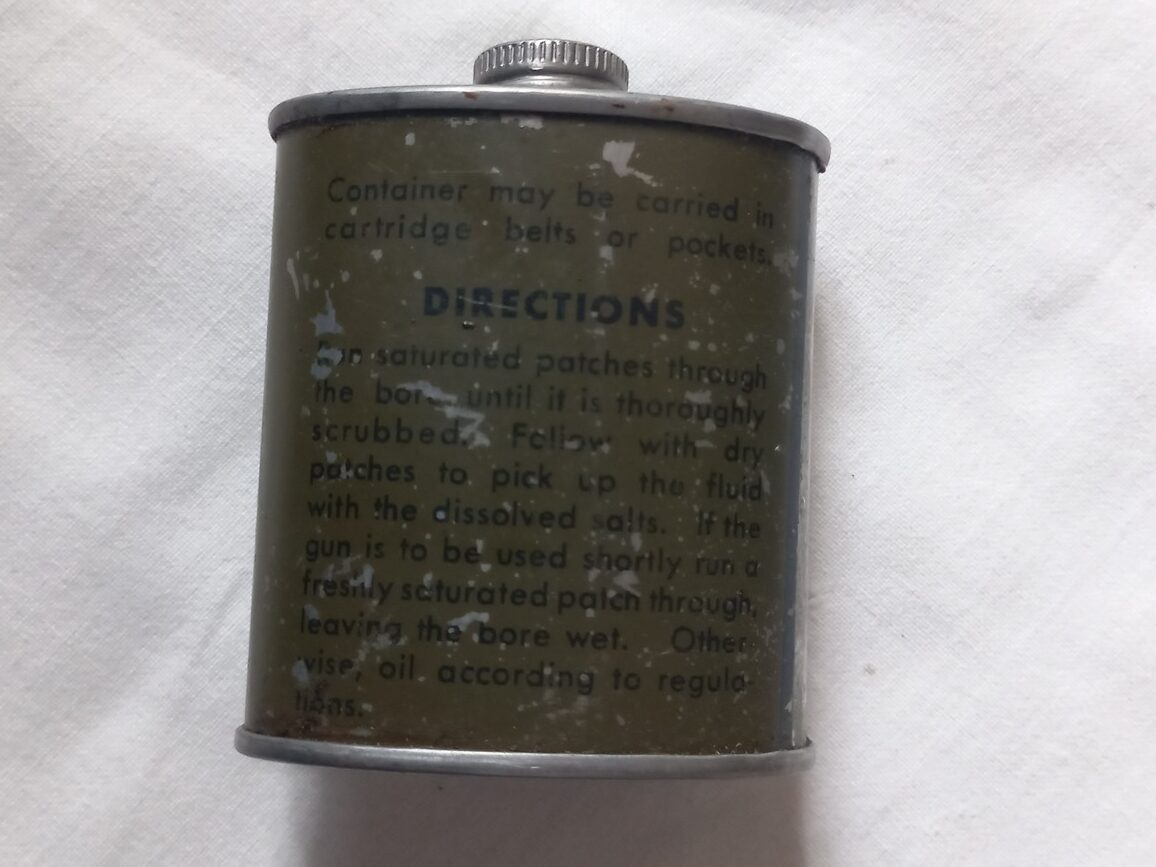 Container may be carried in
cartridge belts or pockets.
DIRECTIONS
Run saturated patches through
the bore until it is thoroughly
scrubbed. Follow with dry
patches to pick up the fluid
with the dissolved salts. If the
gun is to be used shortly run a
freshly saturated patch through,
leaving the bore wet. Other-
wise, oil according to regula-
tions.